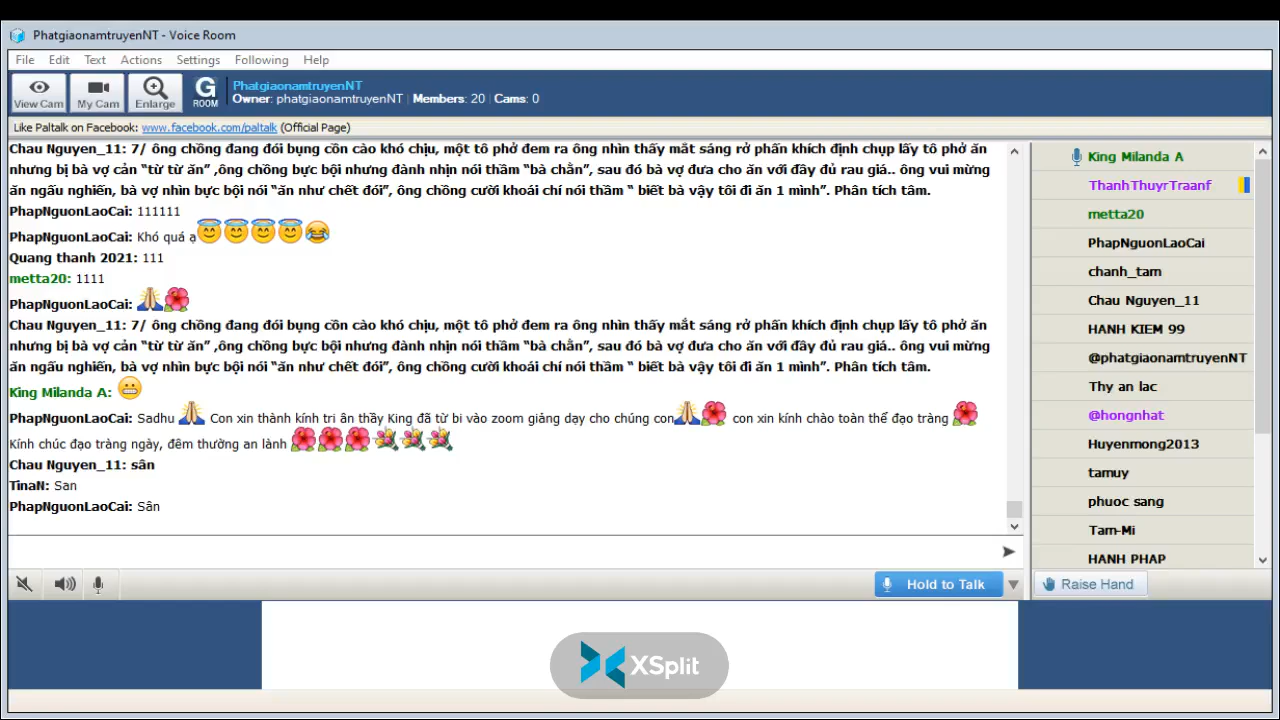 PhatgiaonamtruyenNT - Voice Room
File Edit Text Actions Settings Following Help
View Cam My Cam Enlarge G ROOM
PhatgiaonamtruyenNT
Owner: phatgiaonamtruyenNT | Members: 20 | Cams: 0
Like Paltalk on Facebook: www.facebook.com/paltalk (Official Page)
Chau Nguyen_11: 7/ ông chồng đang đói bụng cồn cào khó chịu, một tô phở đem ra ông nhìn thấy mắt sáng rở phấn khích định chụp lấy tô phở ăn
nhưng bị bà vợ cản “từ từ ăn” ,ông chồng bực bội nhưng đành nhịn nói thầm “bà chằn”, sau đó bà vợ đưa cho ăn với đầy đủ rau giá.. ông vui mừng
ăn ngấu nghiến, bà vợ nhìn bực bội nói “ăn như chết đói”, ông chồng cười khoái chí nói thầm “ biết bà vậy tôi đi ăn 1 mình”. Phân tích tâm.
PhapNguonLaoCai: 111111
PhapNguonLaoCai: Khó quá ạ
Quang thanh 2021: 111
metta20: 1111
PhapNguonLaoCai:
Chau Nguyen_11: 7/ ông chồng đang đói bụng cồn cào khó chịu, một tô phở đem ra ông nhìn thấy mắt sáng rở phấn khích định chụp lấy tô phở ăn
nhưng bị bà vợ cản “từ từ ăn” ,ông chồng bực bội nhưng đành nhịn nói thầm “bà chằn”, sau đó bà vợ đưa cho ăn với đầy đủ rau giá.. ông vui mừng
ăn ngấu nghiến, bà vợ nhìn bực bội nói “ăn như chết đói”, ông chồng cười khoái chí nói thầm “ biết bà vậy tôi đi ăn 1 mình”. Phân tích tâm.
King Milanda A:
PhapNguonLaoCai: Sadhu Con xin thành kính tri ân thầy King đã từ bi vào zoom giảng dạy cho chúng con con xin kính chào toàn thể đạo tràng
Kính chúc đạo tràng ngày, đêm thường an lành
Chau Nguyen_11: sân
TinaN: San
PhapNguonLaoCai: Sân
King Milanda A
ThanhThuyrTraanf
metta20
PhapNguonLaoCai
chanh_tam
Chau Nguyen_11
HANH KIEM 99
@phatgiaonamtruyenNT
Thy an lac
@hongnhat
Huyenmong2013
tamuy
phuoc sang
Tam-Mi
HANH PHAP
Hold to Talk
Raise Hand
XSplit